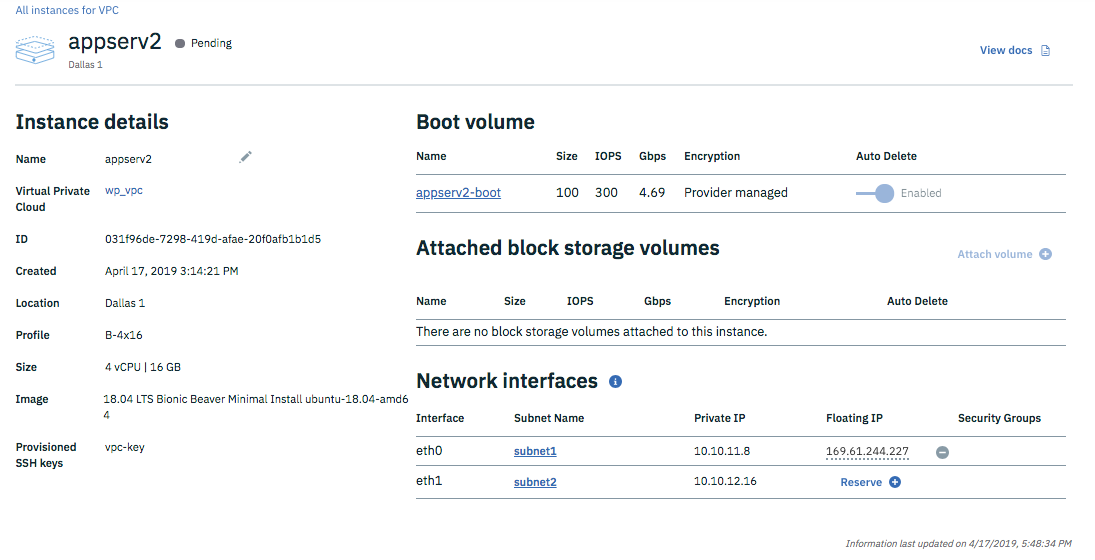 All instances for VPC
appserv2 Pending
Dallas 1
View docs
Instance details
Name appserv2
Virtual Private Cloud wp_vpc
ID 031f96de-7298-419d-afae-20f0afb1b1d5
Created April 17, 2019 3:14:21 PM
Location Dallas 1
Profile B-4x16
Size 4 vCPU | 16 GB
Image 18.04 LTS Bionic Beaver Minimal Install ubuntu-18.04-amd6
4
Provisioned SSH keys vpc-key
Boot volume
Name Size IOPS Gbps Encryption Auto Delete
appserv2-boot 100 300 4.69 Provider managed Enabled
Attached block storage volumes
Attach volume
Name Size IOPS Gbps Encryption Auto Delete
There are no block storage volumes attached to this instance.
Network interfaces
Interface Subnet Name Private IP Floating IP Security Groups
eth0 subnet1 10.10.11.8 169.61.244.227
eth1 subnet2 10.10.12.16 Reserve
Information last updated on 4/17/2019, 5:48:34 PM